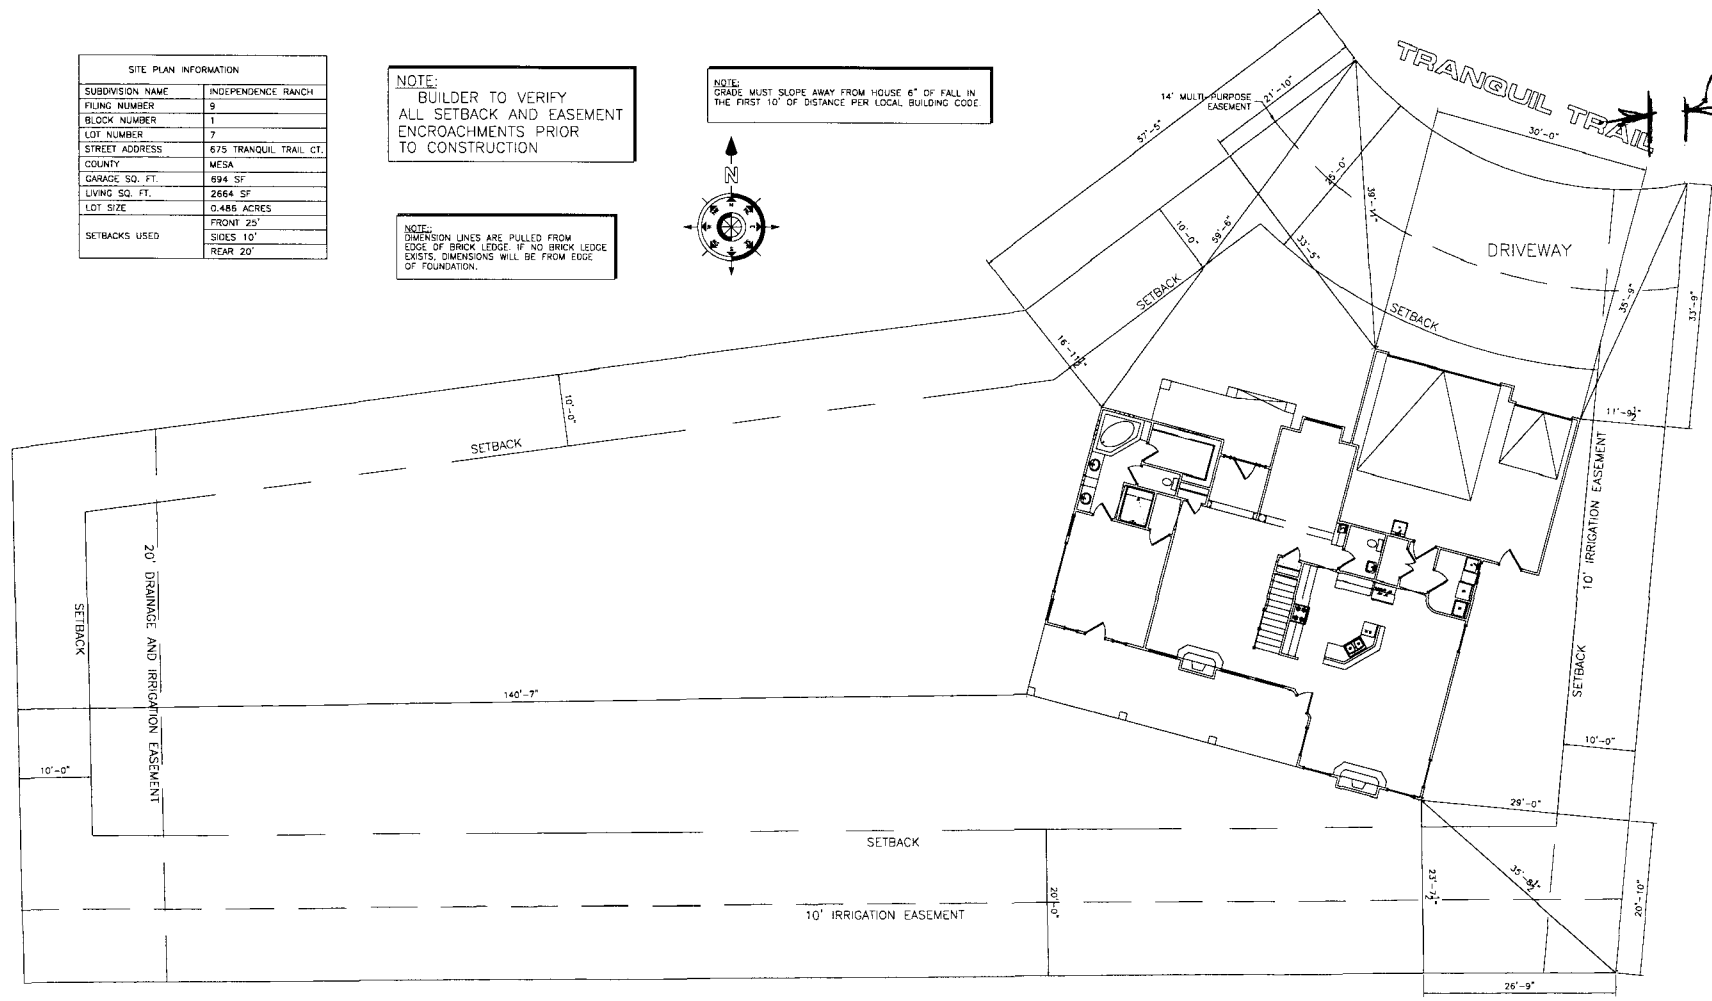 SITE PLAN INFORMATION
SUBDIVISION NAME INDEPENDENCE RANCH
FILING NUMBER 9
BLOCK NUMBER 1
LOT NUMBER 7
STREET ADDRESS 675 TRANQUIL TRAIL CT.
COUNTY MESA
GARAGE SQ. FT. 694 SF
LIVING SQ. FT. 2664 SF
LOT SIZE 0.486 ACRES
SETBACKS USED FRONT 25'
SIDES 10'
REAR 20'
NOTE:
BUILDER TO VERIFY
ALL SETBACK AND EASEMENT
ENCROACHMENTS PRIOR
TO CONSTRUCTION
NOTE:
GRADE MUST SLOPE AWAY FROM HOUSE 6" OF FALL IN
THE FIRST 10' OF DISTANCE PER LOCAL BUILDING CODE.
NOTE:
DIMENSION LINES ARE PULLED FROM
EDGE OF BRICK LEDGE. IF NO BRICK LEDGE
EXISTS, DIMENSIONS WILL BE FROM EDGE
OF FOUNDATION.
N
TRANQUIL TRAIL
14' MULTI-PURPOSE
EASEMENT
21'-10"
57'-5"
30'-0"
25'-0"
39'-11"
10'-0"
59'-6"
33'-5"
DRIVEWAY
SETBACK
SETBACK
35'-9"
33'-9"
16'-11½"
11'-9½"
10'-0"
SETBACK
10' IRRIGATION EASEMENT
SETBACK
20' DRAINAGE AND IRRIGATION EASEMENT
SETBACK
140'-7"
10'-0"
10'-0"
29'-0"
SETBACK
20'-0"
23'-7½"
35'-8½"
20'-10"
10' IRRIGATION EASEMENT
26'-9"